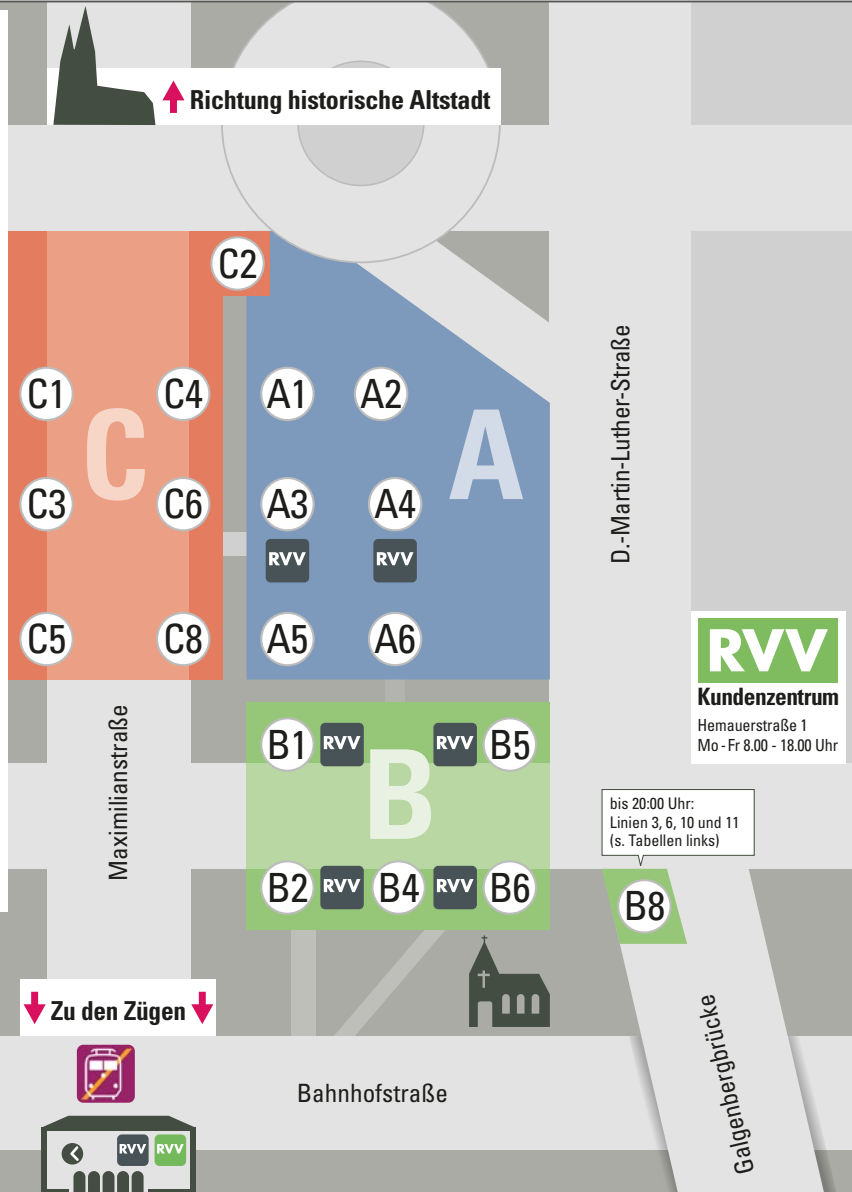 Richtung historische Altstadt
C2
C1
C4
A1
A2
C
A
C3
C6
A3
A4
RVV
RVV
C5
C8
A5
A6
D.-Martin-Luther-Straße
RVV
Kundenzentrum
Hemauerstraße 1
Mo - Fr 8.00 - 18.00 Uhr
Maximilianstraße
B1
RVV
RVV
B5
B
bis 20:00 Uhr:
Linien 3, 6, 10 und 11
(s. Tabellen links)
B2
RVV
B4
RVV
B6
B8
Zu den Zügen
Bahnhofstraße
Galgenbergbrücke
RVV
RVV